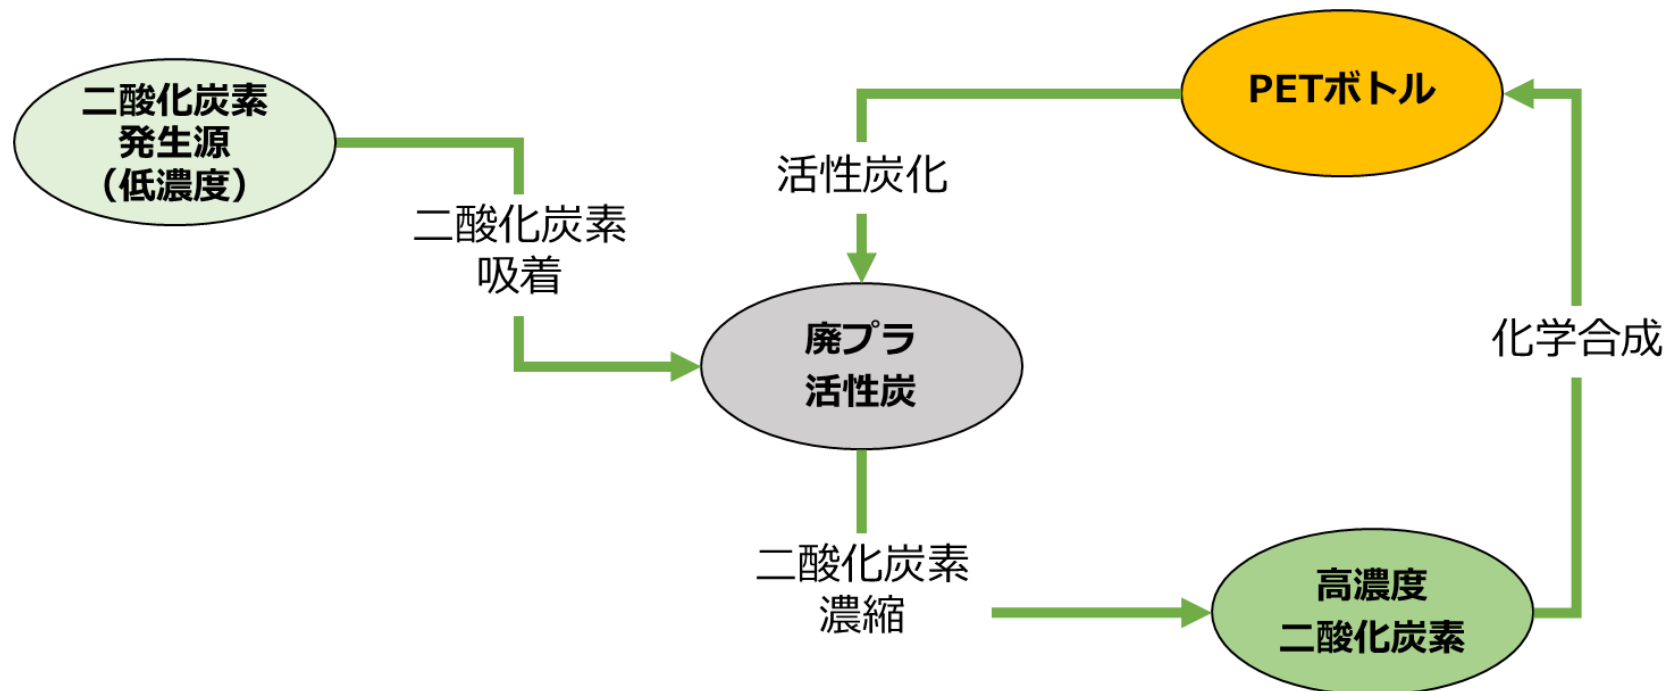 二酸化炭素
発生源
（低濃度）
二酸化炭素
吸着
PETボトル
活性炭化
廃プラ
活性炭
化学合成
二酸化炭素
濃縮
高濃度
二酸化炭素